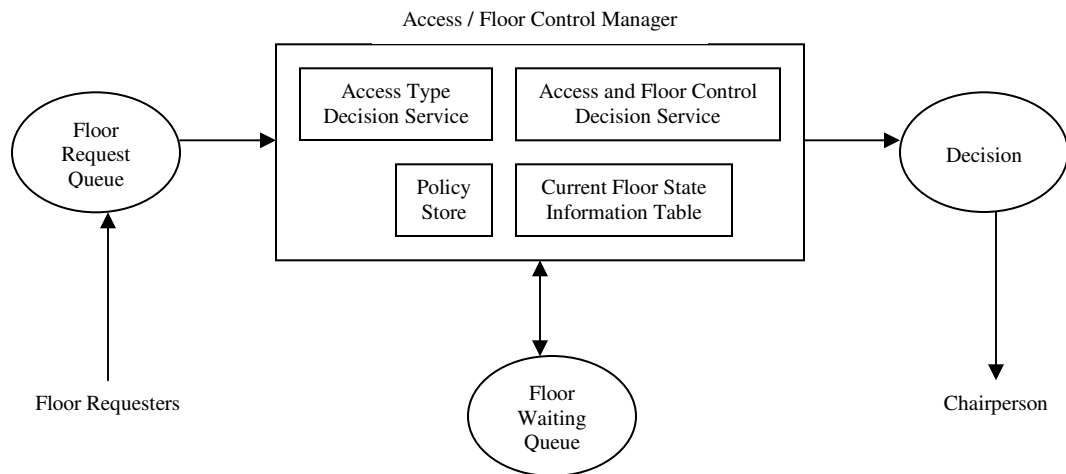 Access / Floor Control Manager
Access Type
Decision Service
Access and Floor Control
Decision Service
Floor
Request
Queue
Decision
Policy
Store
Current Floor State
Information Table
Floor Requesters
Floor
Waiting
Queue
Chairperson